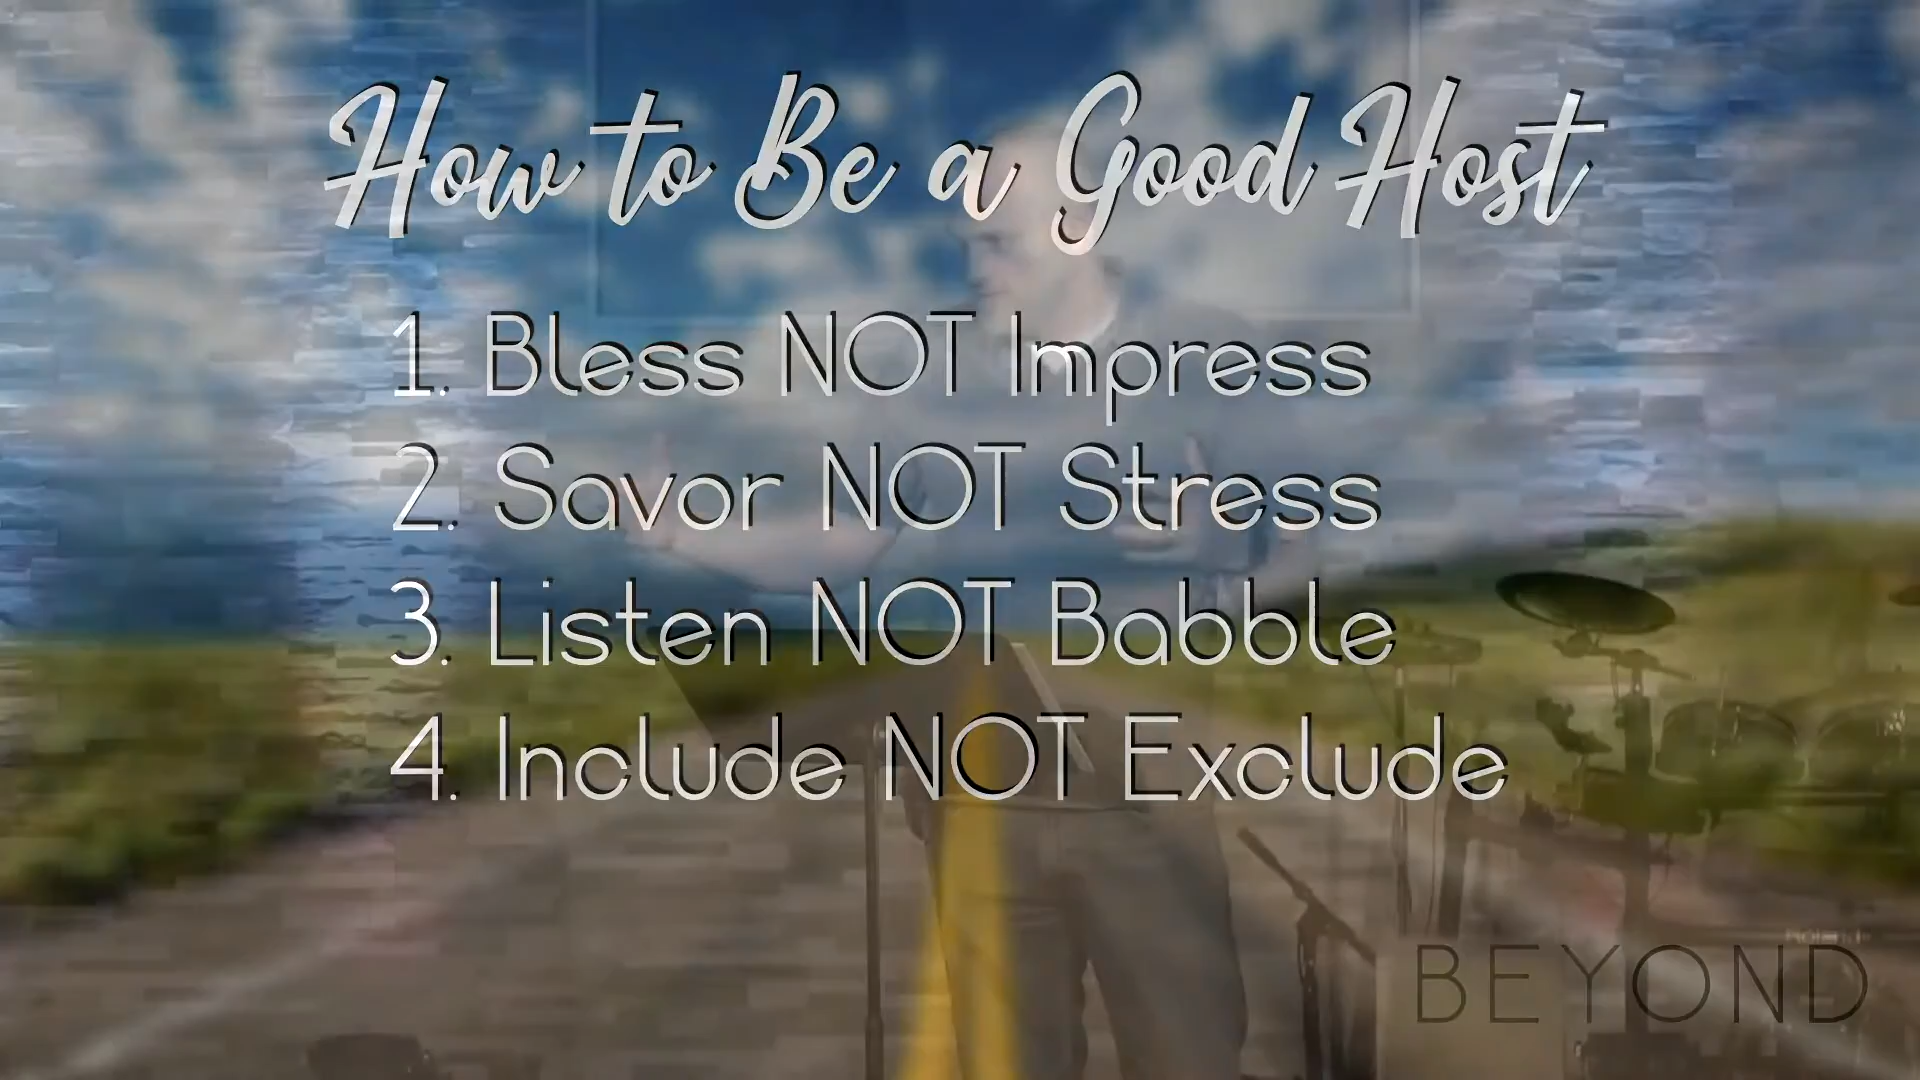 How to Be a Good Host
1. Bless NOT Impress
2. Savor NOT Stress
3. Listen NOT Babble
4. Include NOT Exclude
Roland
BEYOND